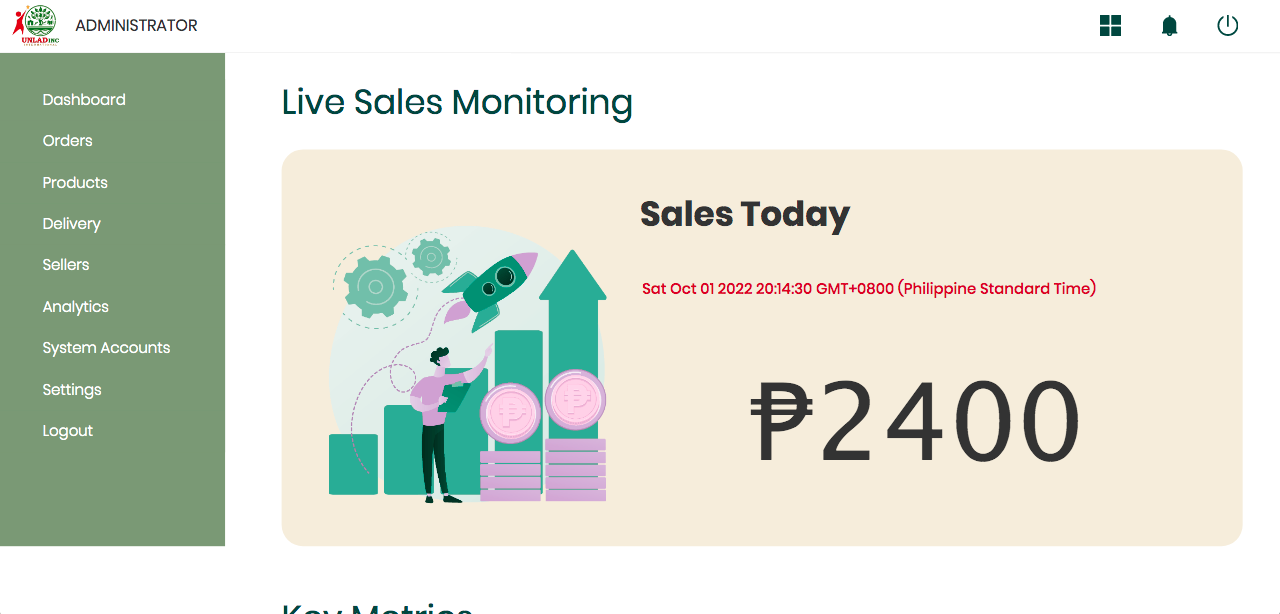 UNLAD INC
ADMINISTRATOR
Dashboard
Orders
Products
Delivery
Sellers
Analytics
System Accounts
Settings
Logout
Live Sales Monitoring
Sales Today
Sat Oct 01 2022 20:14:30 GMT+0800 (Philippine Standard Time)
₱2400
₱
₱
Key Metrics